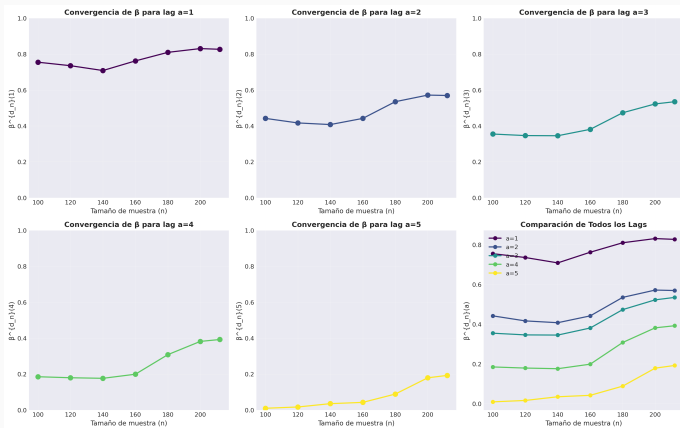 Convergencia de β para lag a=1
β^{d_n}(1)
1.0
0.8
0.6
0.4
0.2
0.0
100 120 140 160 180 200
Tamaño de muestra (n)
Convergencia de β para lag a=2
β^{d_n}(2)
1.0
0.8
0.6
0.4
0.2
0.0
100 120 140 160 180 200
Tamaño de muestra (n)
Convergencia de β para lag a=3
β^{d_n}(3)
1.0
0.8
0.6
0.4
0.2
0.0
100 120 140 160 180 200
Tamaño de muestra (n)
Convergencia de β para lag a=4
β^{d_n}(4)
1.0
0.8
0.6
0.4
0.2
0.0
100 120 140 160 180 200
Tamaño de muestra (n)
Convergencia de β para lag a=5
β^{d_n}(5)
1.0
0.8
0.6
0.4
0.2
0.0
100 120 140 160 180 200
Tamaño de muestra (n)
Comparación de Todos los Lags
β^{d_n}(a)
a=1
a=2
a=3
a=4
a=5
0.8
0.6
0.4
0.2
0.0
100 120 140 160 180 200
Tamaño de muestra (n)